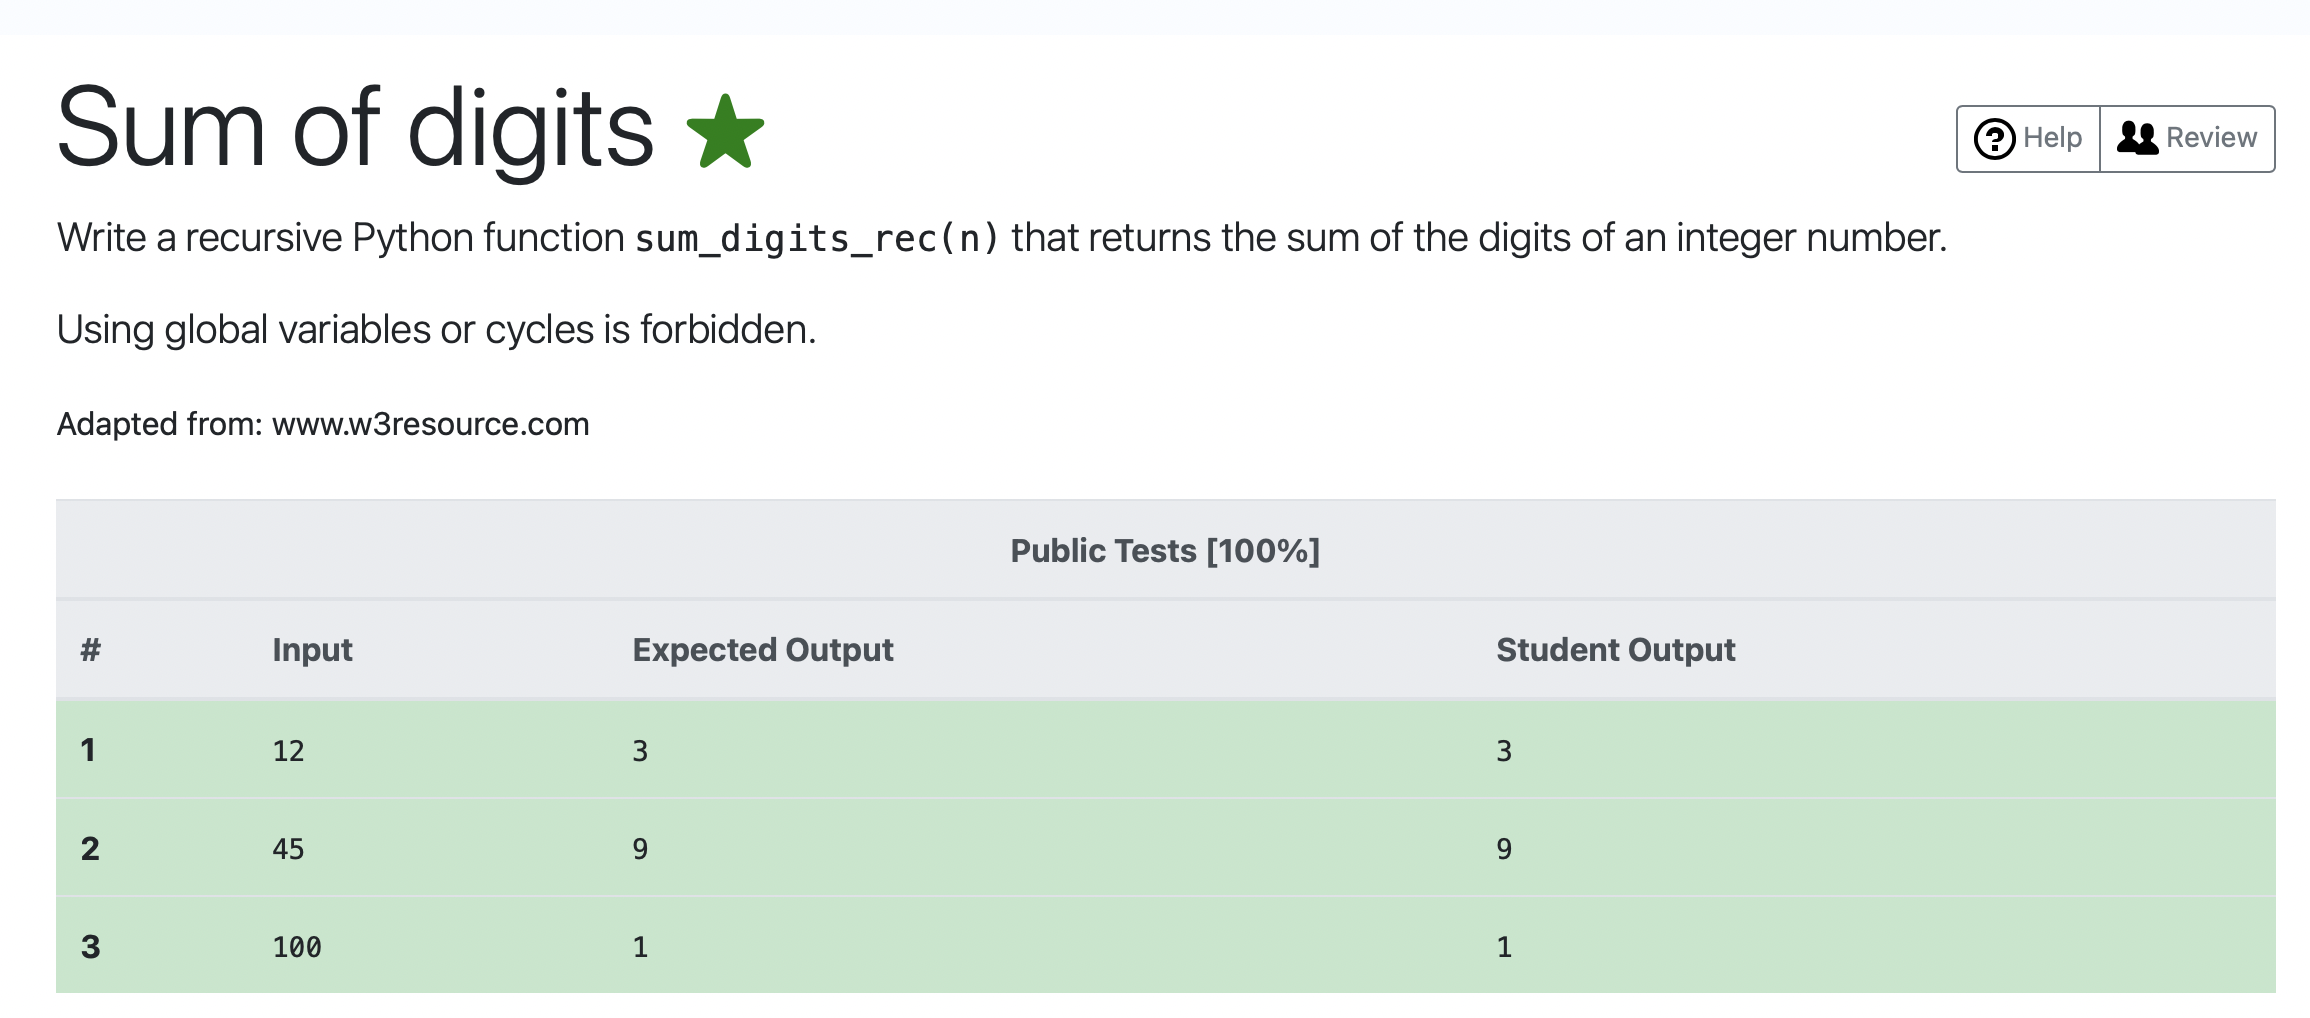 Sum of digits
Help
Review
Write a recursive Python function sum_digits_rec(n) that returns the sum of the digits of an integer number.
Using global variables or cycles is forbidden.
Adapted from: www.w3resource.com
Public Tests [100%]
# Input Expected Output Student Output
1 12 3 3
2 45 9 9
3 100 1 1